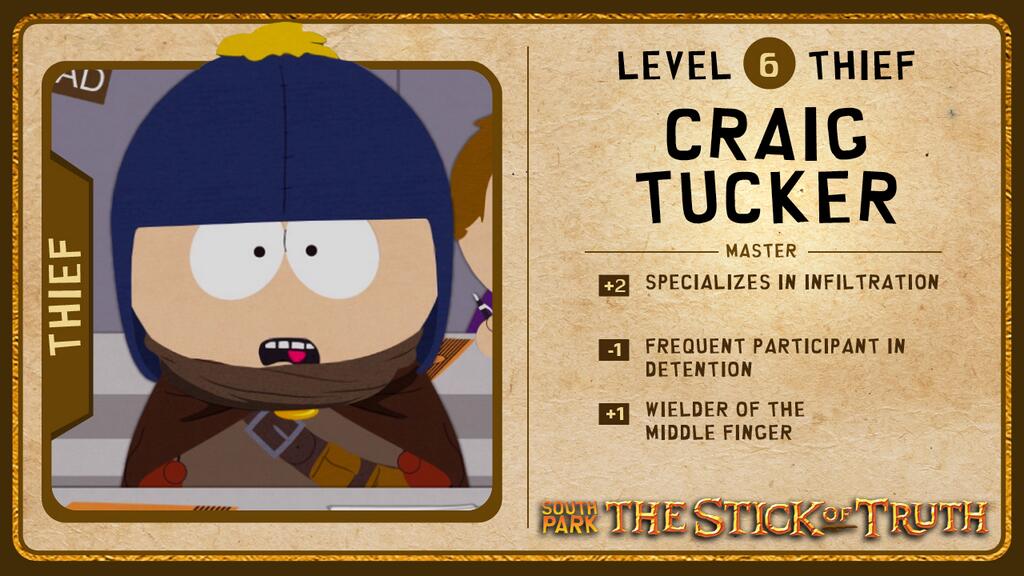 AD
THIEF
LEVEL 6 THIEF
CRAIG
TUCKER
MASTER
+2 SPECIALIZES IN INFILTRATION
-1 FREQUENT PARTICIPANT IN
DETENTION
+1 WIELDER OF THE
MIDDLE FINGER
SOUTH PARK THE STICK OF TRUTH